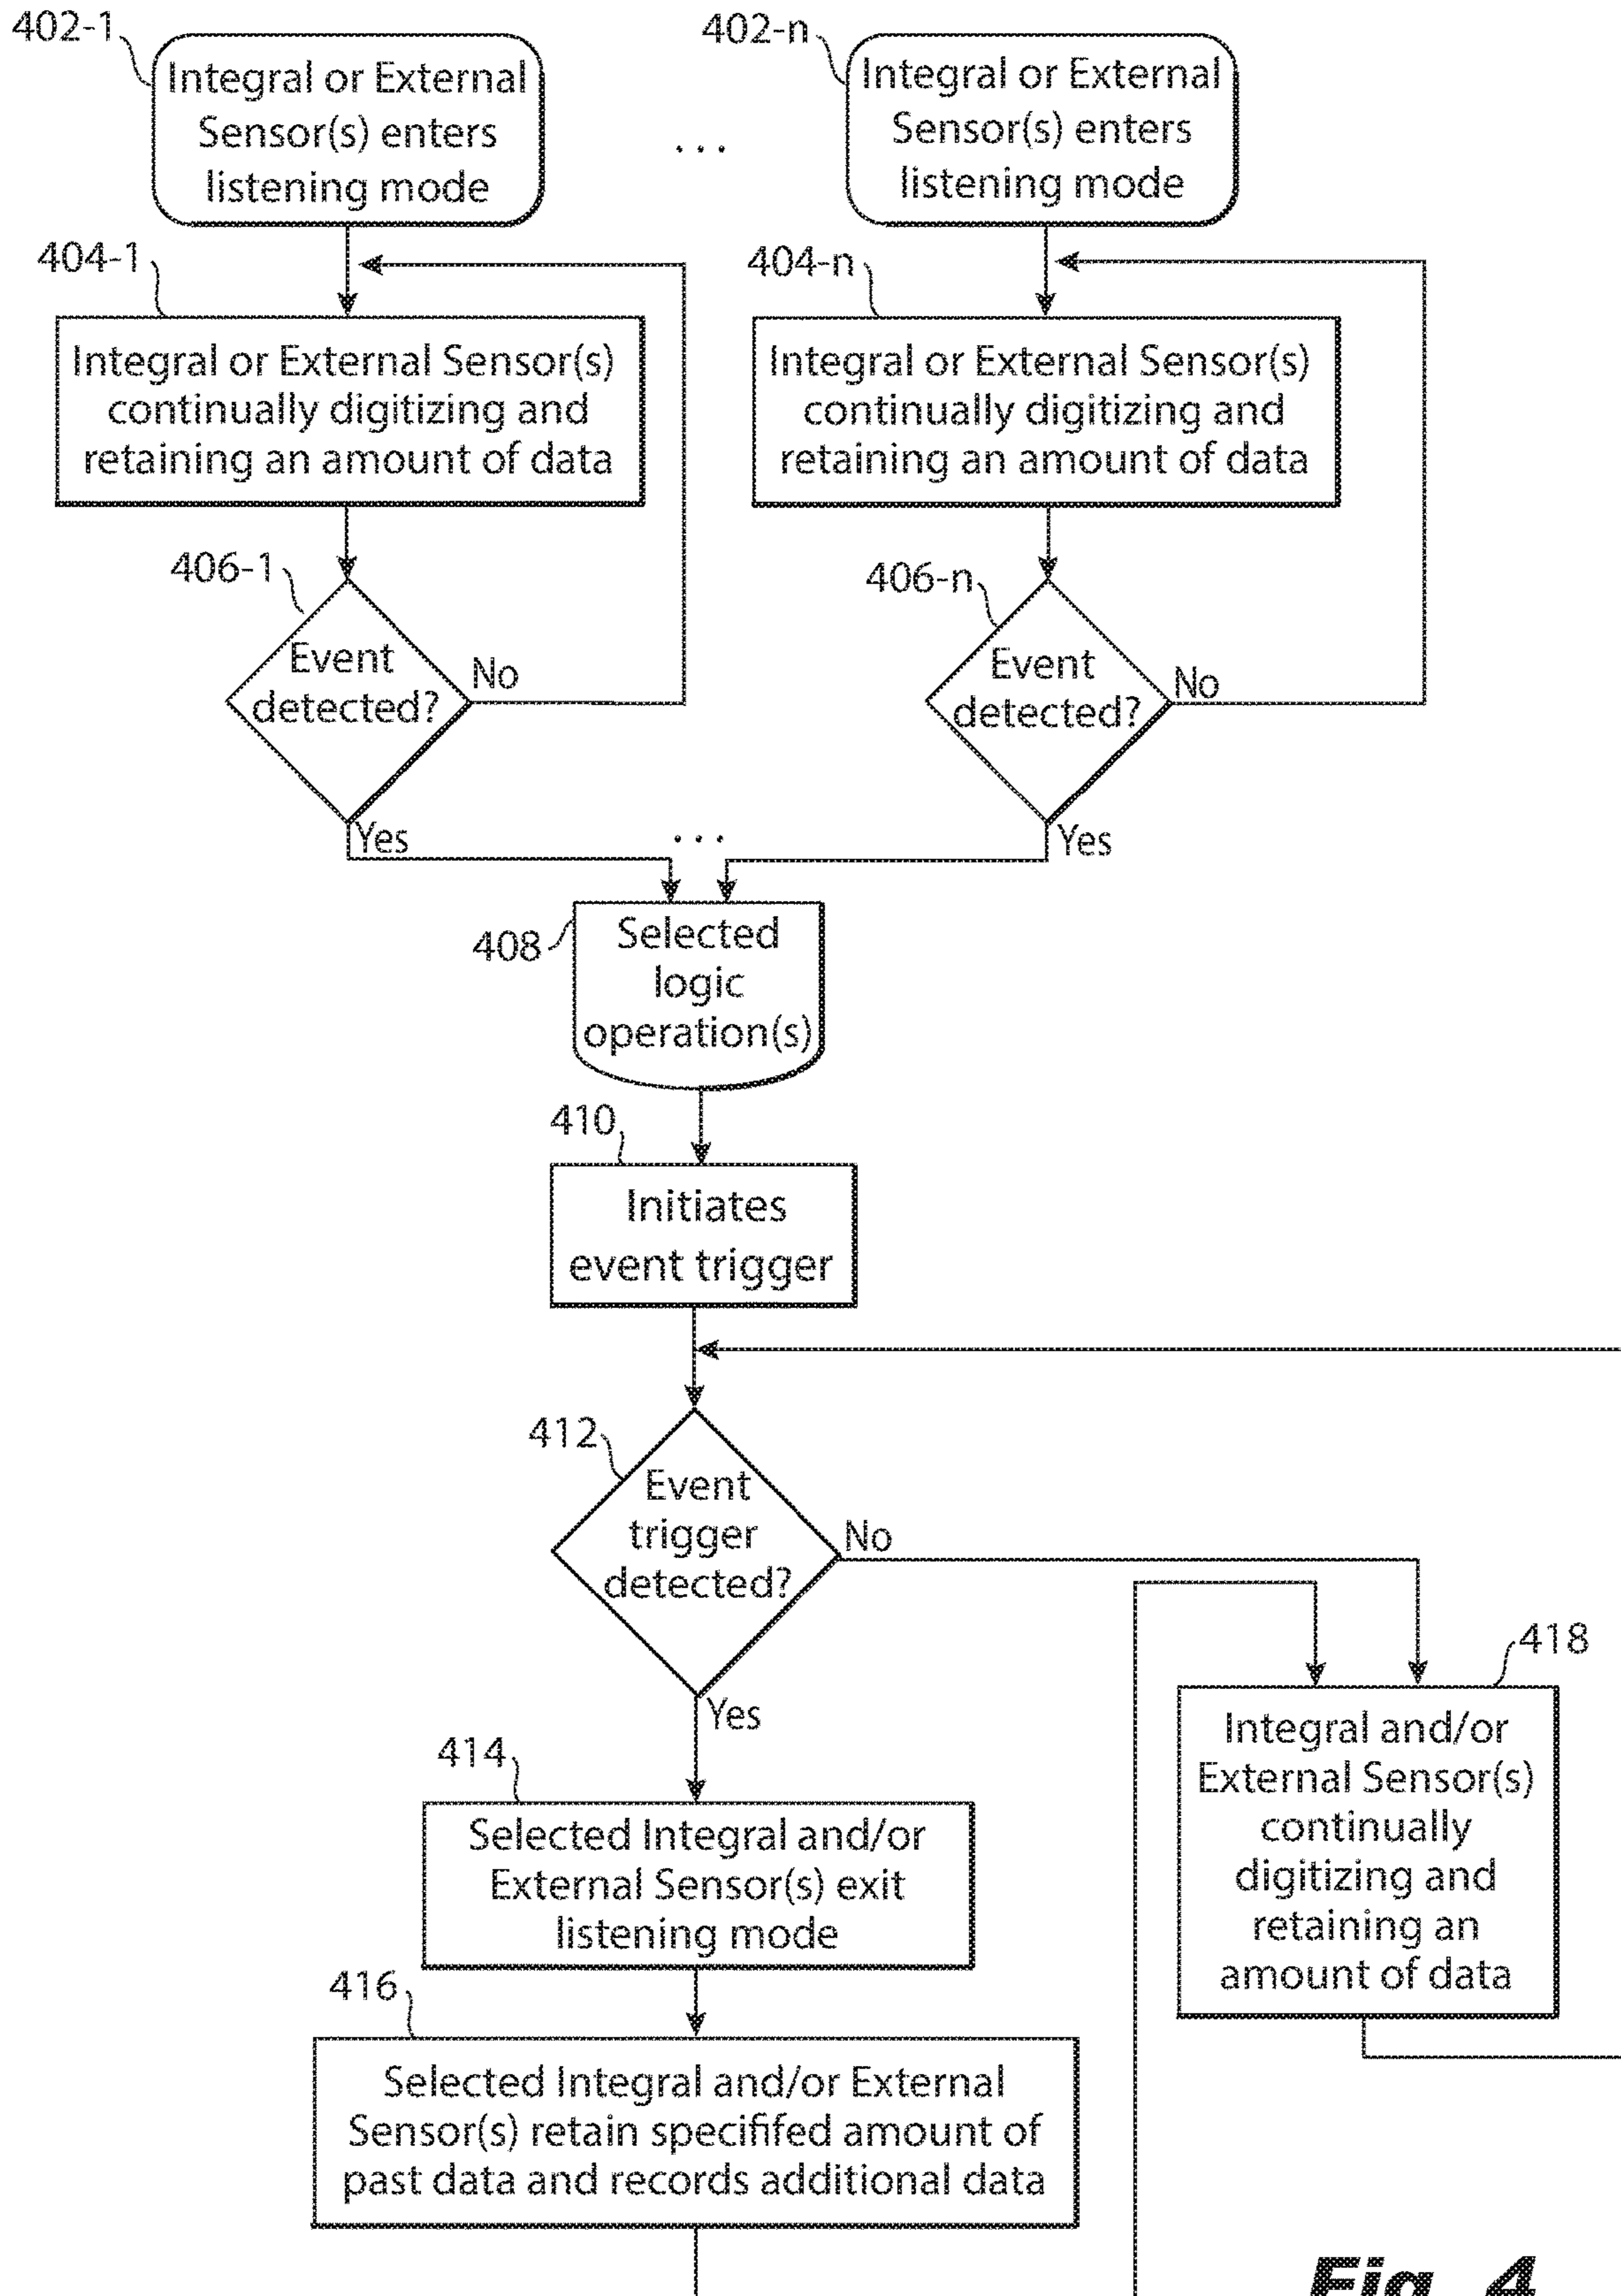 402-1
Integral or External
Sensor(s) enters
listening mode
...
402-n
Integral or External
Sensor(s) enters
listening mode
404-1
Integral or External Sensor(s)
continually digitizing and
retaining an amount of data
404-n
Integral or External Sensor(s)
continually digitizing and
retaining an amount of data
406-1
Event
detected?
No
Yes
406-n
Event
detected?
No
Yes
...
408
Selected
logic
operation(s)
410
Initiates
event trigger
412
Event
trigger
detected?
No
Yes
414
Selected Integral and/or
External Sensor(s) exit
listening mode
416
Selected Integral and/or External
Sensor(s) retain specififed amount of
past data and records additional data
418
Integral and/or
External Sensor(s)
continually
digitizing and
retaining an
amount of data
Fig. 4